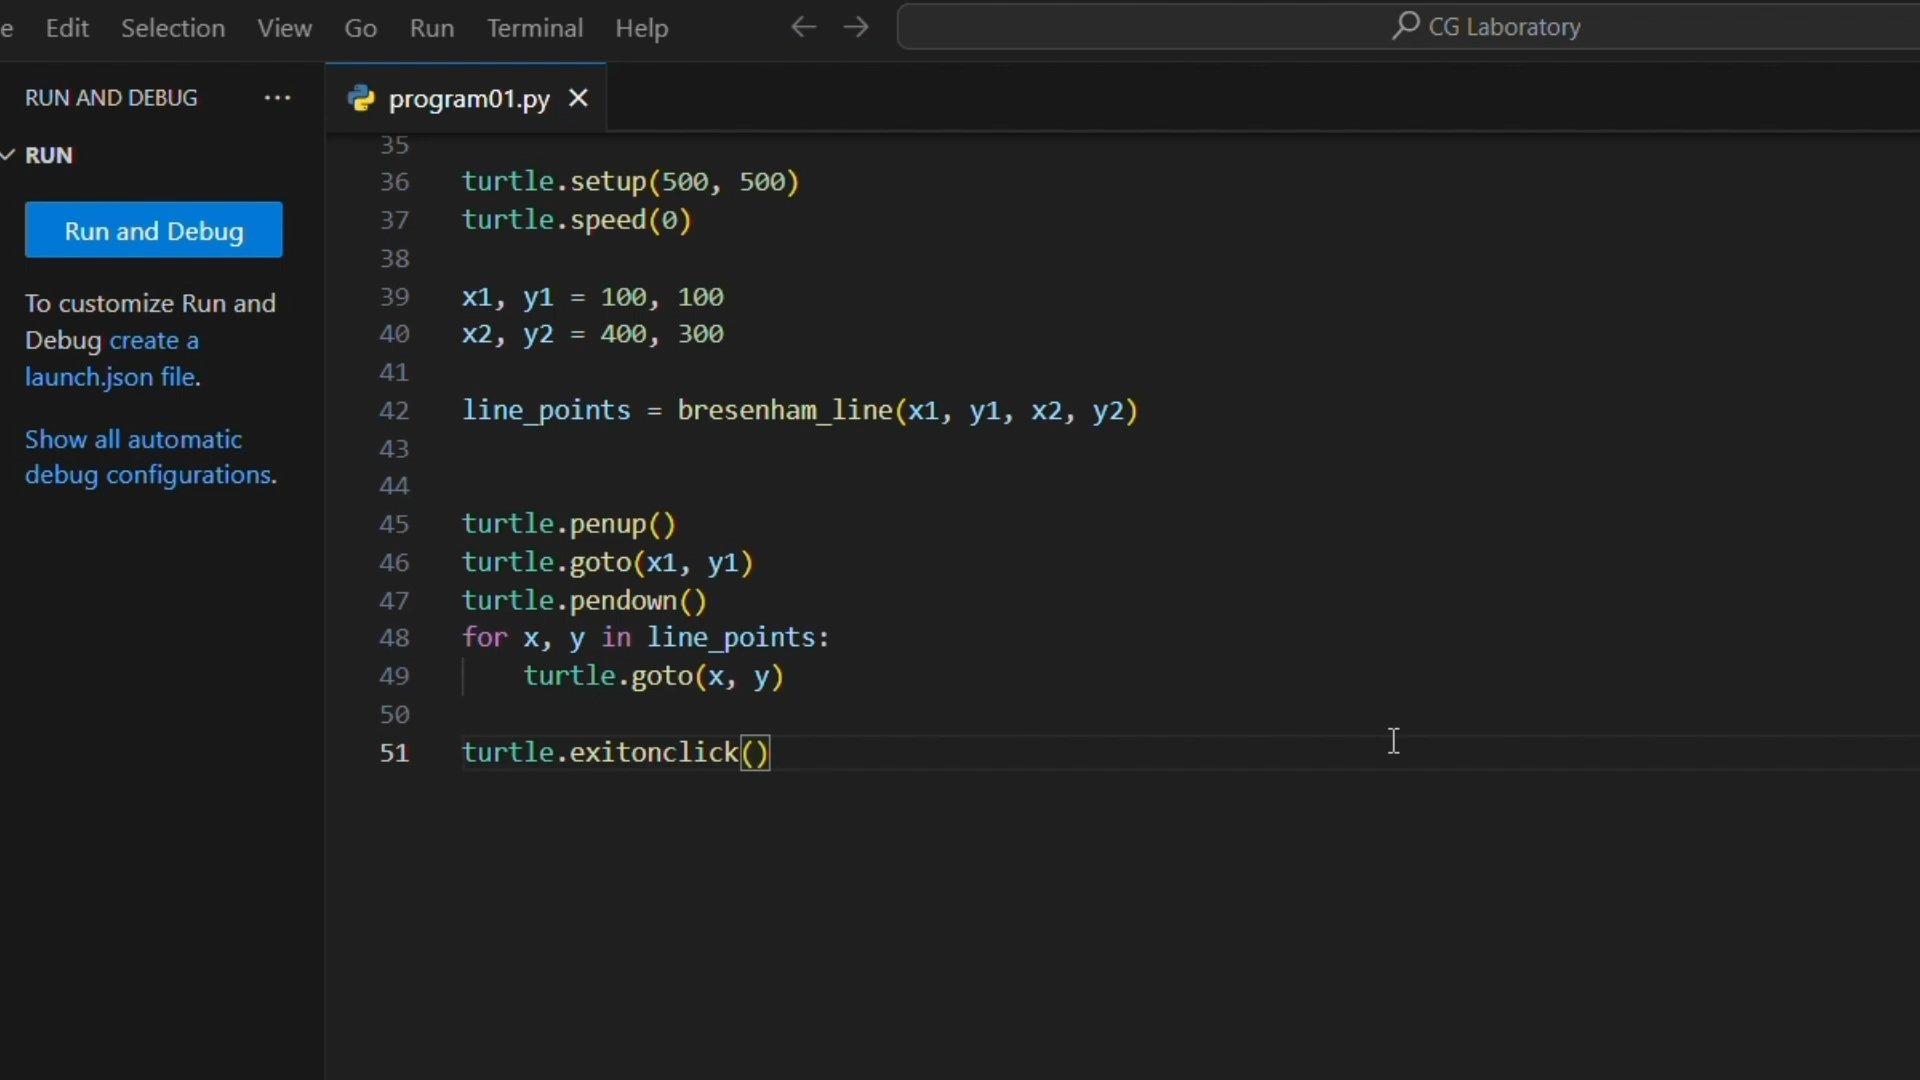 e Edit Selection View Go Run Terminal Help CG Laboratory
RUN AND DEBUG ···
program01.py ×
RUN
Run and Debug
To customize Run and
Debug create a
launch.json file.
Show all automatic
debug configurations.
35
36 turtle.setup(500, 500)
37 turtle.speed(0)
38
39 x1, y1 = 100, 100
40 x2, y2 = 400, 300
41
42 line_points = bresenham_line(x1, y1, x2, y2)
43
44
45 turtle.penup()
46 turtle.goto(x1, y1)
47 turtle.pendown()
48 for x, y in line_points:
49     turtle.goto(x, y)
50
51 turtle.exitonclick()